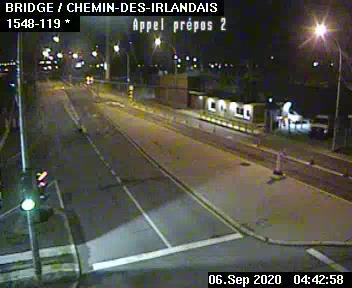 BRIDGE / CHEMIN-DES-IRLANDAIS
1548-119 *
Appel prépos 2
06.Sep 2020 04:42:58